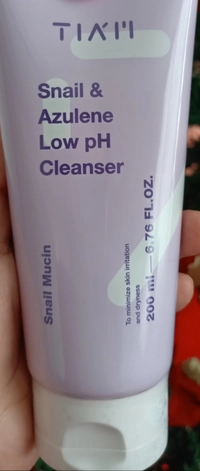 TIA'M
Snail &
Azulene
Low pH
Cleanser
Snail Mucin
To minimize skin irritation
and dryness
200 ml — 6.76 FL.OZ.